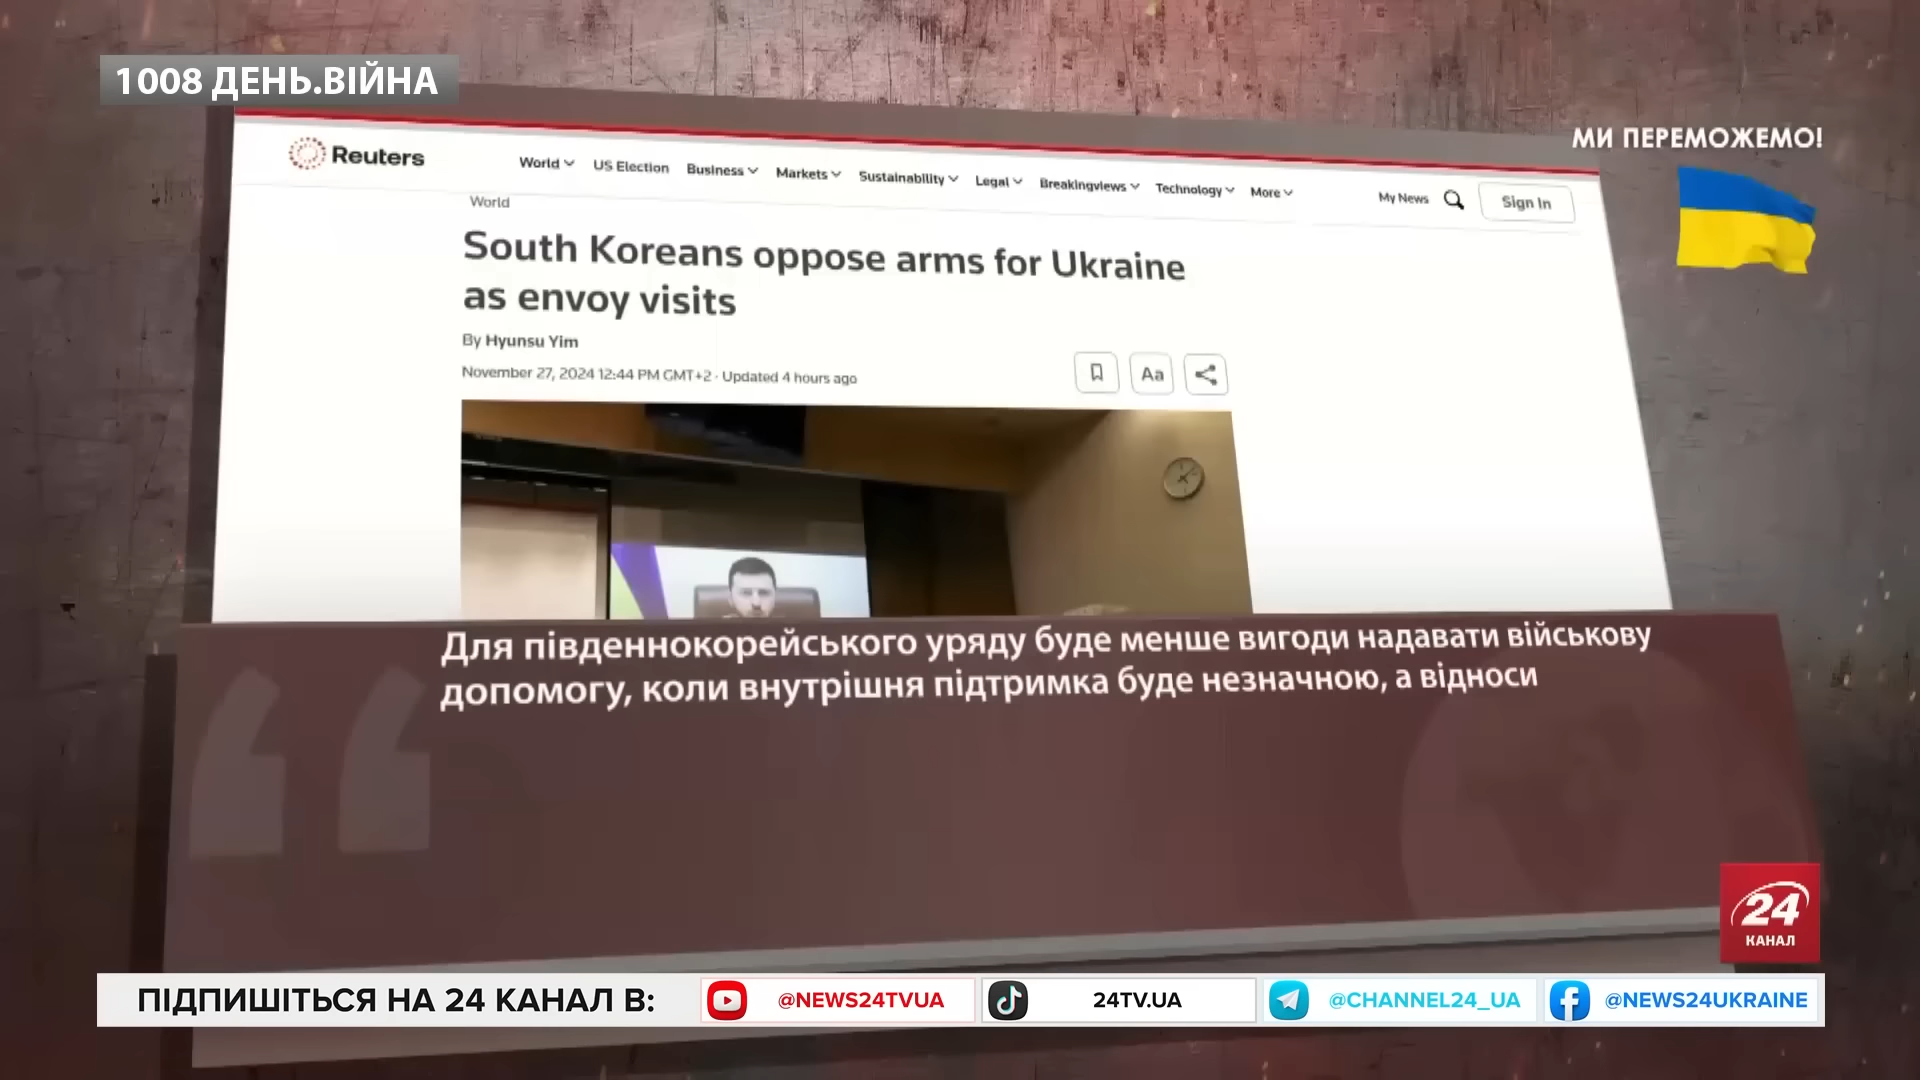 1008 ДЕНЬ.ВІЙНА
МИ ПЕРЕМОЖЕМО!
Reuters
World US Election Business Markets Sustainability Legal Breakingviews Technology More My News Sign In
World
South Koreans oppose arms for Ukraine
as envoy visits
By Hyunsu Yim
November 27, 2024 12:44 PM GMT+2 · Updated 4 hours ago
Aa
Для південнокорейського уряду буде менше вигоди надавати військову
допомогу, коли внутрішня підтримка буде незначною, а відноси
24
КАНАЛ
ПІДПИШІТЬСЯ НА 24 КАНАЛ В: @NEWS24TVUA 24TV.UA @CHANNEL24_UA @NEWS24UKRAINE